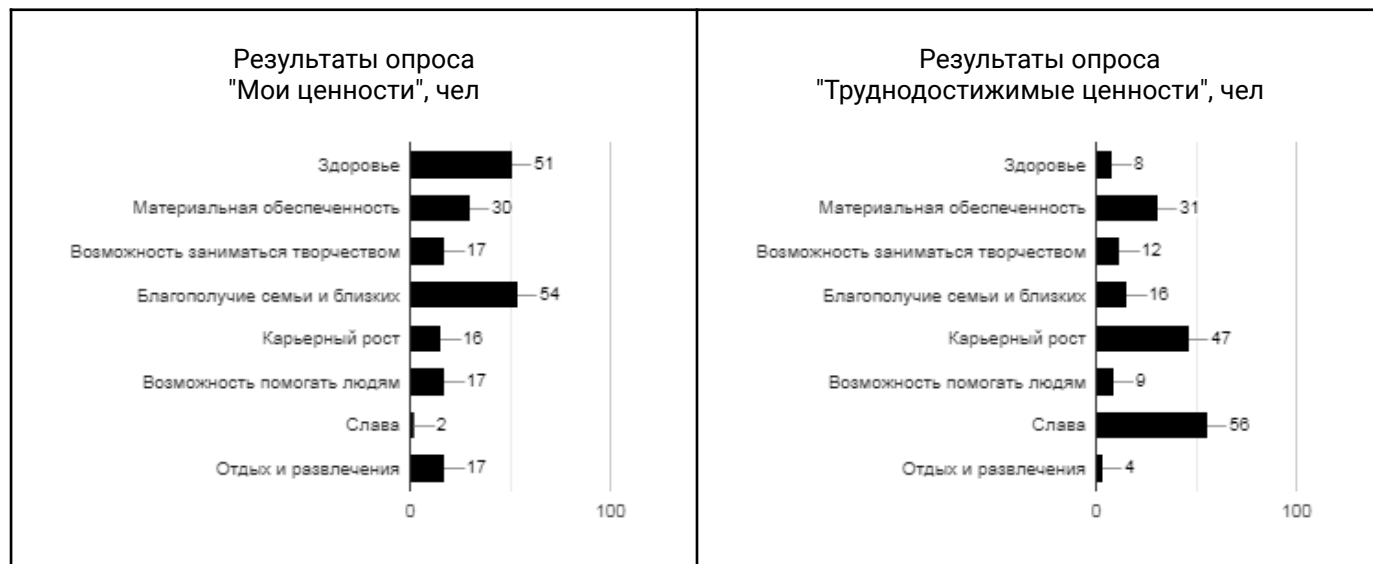 Результаты опроса
"Мои ценности", чел
Здоровье 51
Материальная обеспеченность 30
Возможность заниматься творчеством 17
Благополучие семьи и близких 54
Карьерный рост 16
Возможность помогать людям 17
Слава 2
Отдых и развлечения 17
0 100
Результаты опроса
"Труднодостижимые ценности", чел
Здоровье 8
Материальная обеспеченность 31
Возможность заниматься творчеством 12
Благополучие семьи и близких 16
Карьерный рост 47
Возможность помогать людям 9
Слава 56
Отдых и развлечения 4
0 100